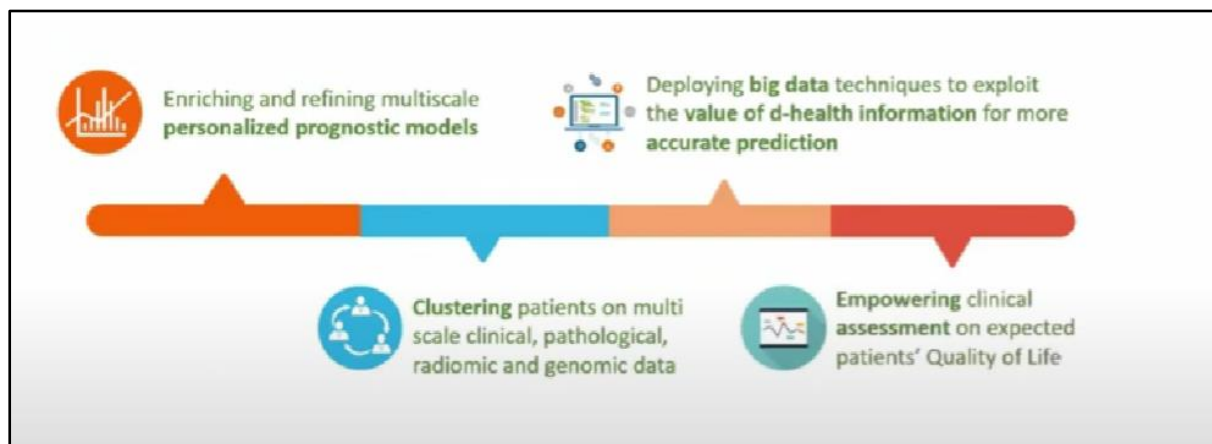 Enriching and refining multiscale
personalized prognostic models
Deploying big data techniques to exploit
the value of d-health information for more
accurate prediction
Clustering patients on multi
scale clinical, pathological,
radiomic and genomic data
Empowering clinical
assessment on expected
patients' Quality of Life